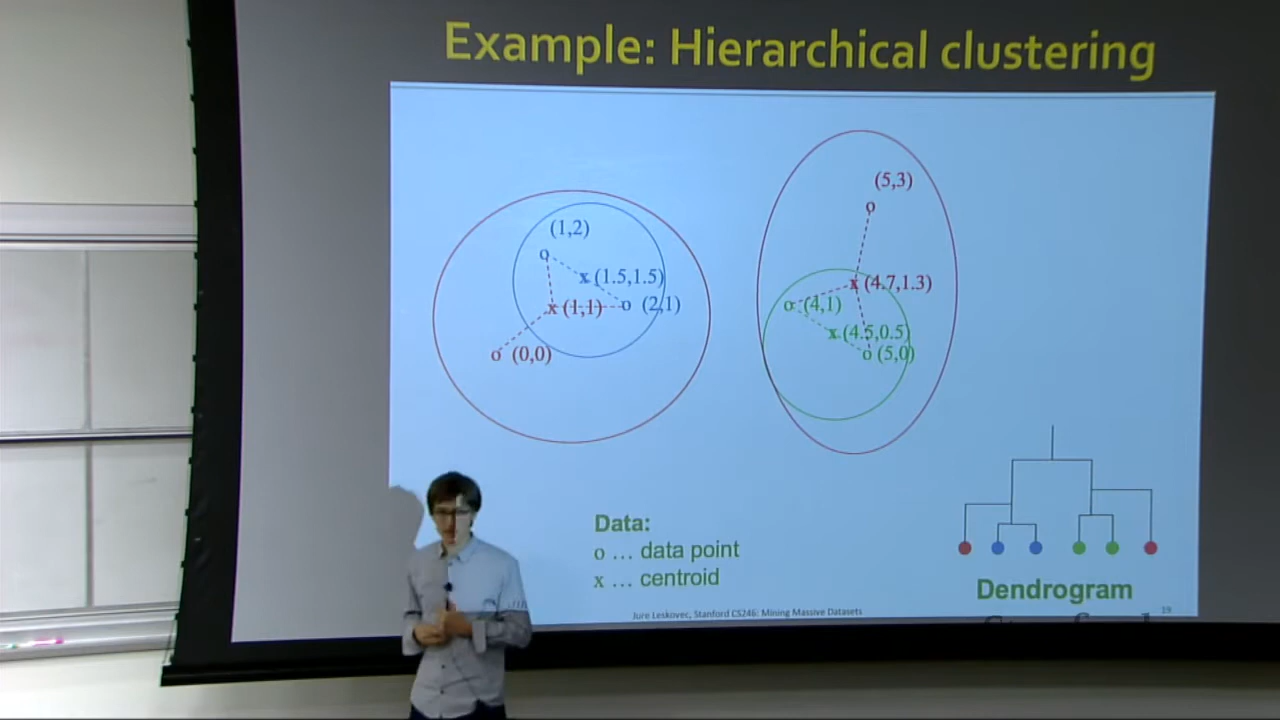 Example: Hierarchical clustering
(5,3)
o
(1,2)
o
x (1.5,1.5)
x (4.7,1.3)
x (1,1)
o (2,1)
o (4,1)
x (4.5,0.5)
o (0,0)
o (5,0)
Data:
o … data point
x … centroid
Dendrogram
Jure Leskovec, Stanford CS246: Mining Massive Datasets
19